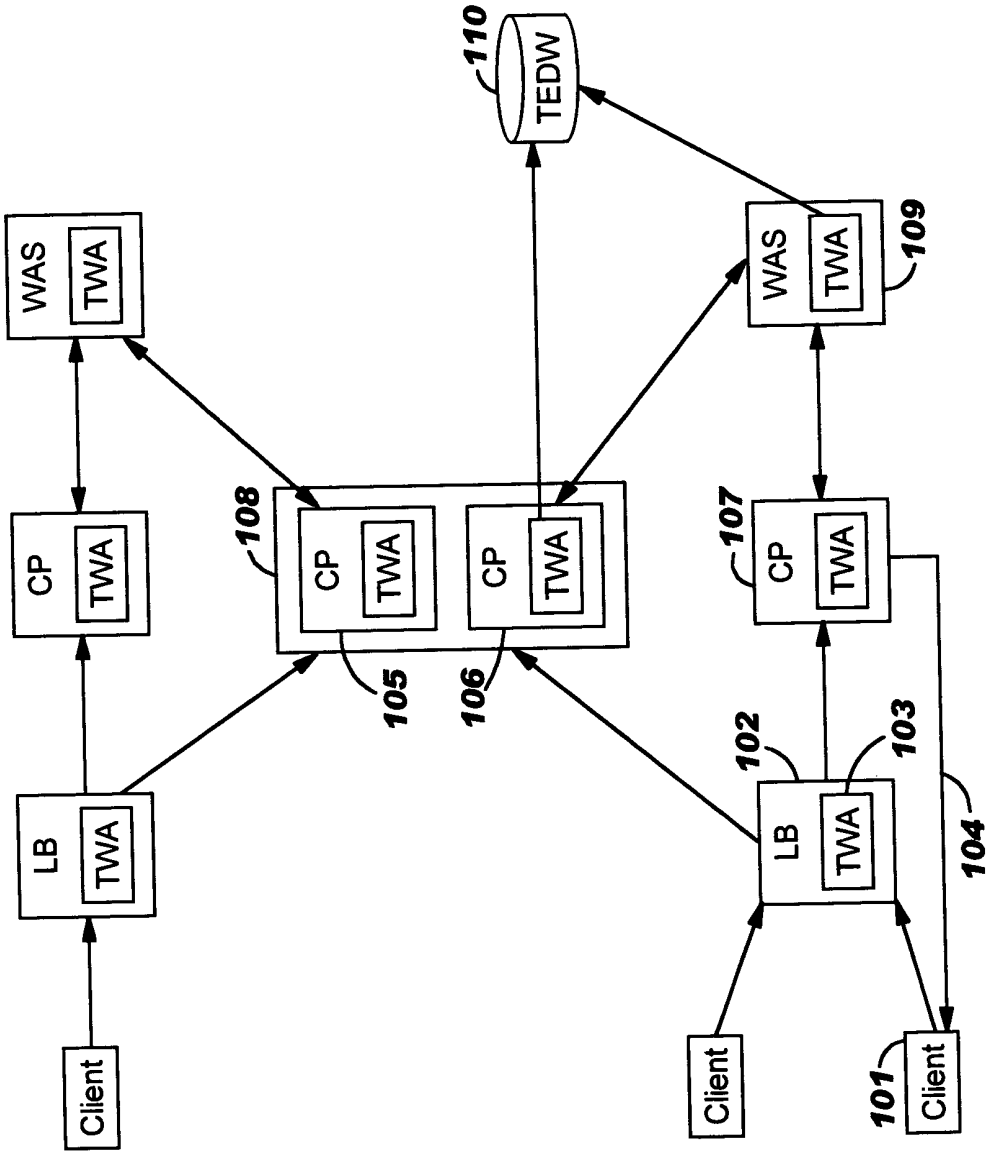 Client
LB
TWA
CP
TWA
WAS
TWA
108
CP
TWA
105
CP
TWA
106
110
TEDW
Client
101
Client
102
LB
TWA
103
104
107
CP
TWA
WAS
TWA
109